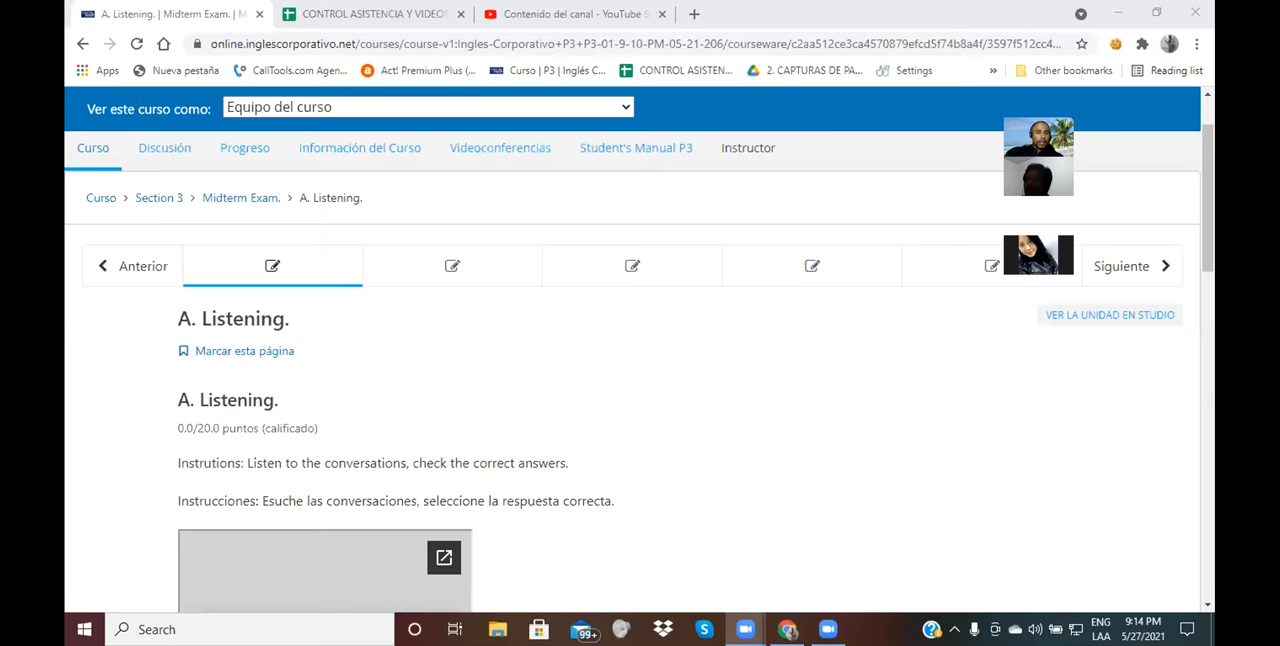 A. Listening. | Midterm Exam. | M
CONTROL ASISTENCIA Y VIDEOS
Contenido del canal - YouTube S
online.inglescorporativo.net/courses/course-v1:Ingles-Corporativo+P3+P3-01-9-10-PM-05-21-206/courseware/c2aa512ce3ca4570879efcd5f74b8a4f/3597f512cc4...
Apps
Nueva pestaña
CallTools.com Agen...
Act! Premium Plus (...
Curso | P3 | Inglés C...
CONTROL ASISTEN...
2. CAPTURAS DE PA...
Settings
»
Other bookmarks
Reading list
Ver este curso como:
Equipo del curso
Curso
Discusión
Progreso
Información del Curso
Videoconferencias
Student's Manual P3
Instructor
Curso > Section 3 > Midterm Exam. > A. Listening.
Anterior
Siguiente
A. Listening.
VER LA UNIDAD EN STUDIO
Marcar esta página
A. Listening.
0.0/20.0 puntos (calificado)
Instrutions: Listen to the conversations, check the correct answers.
Instrucciones: Esuche las conversaciones, seleccione la respuesta correcta.
Search
99+
ENG
LAA
9:14 PM
5/27/2021